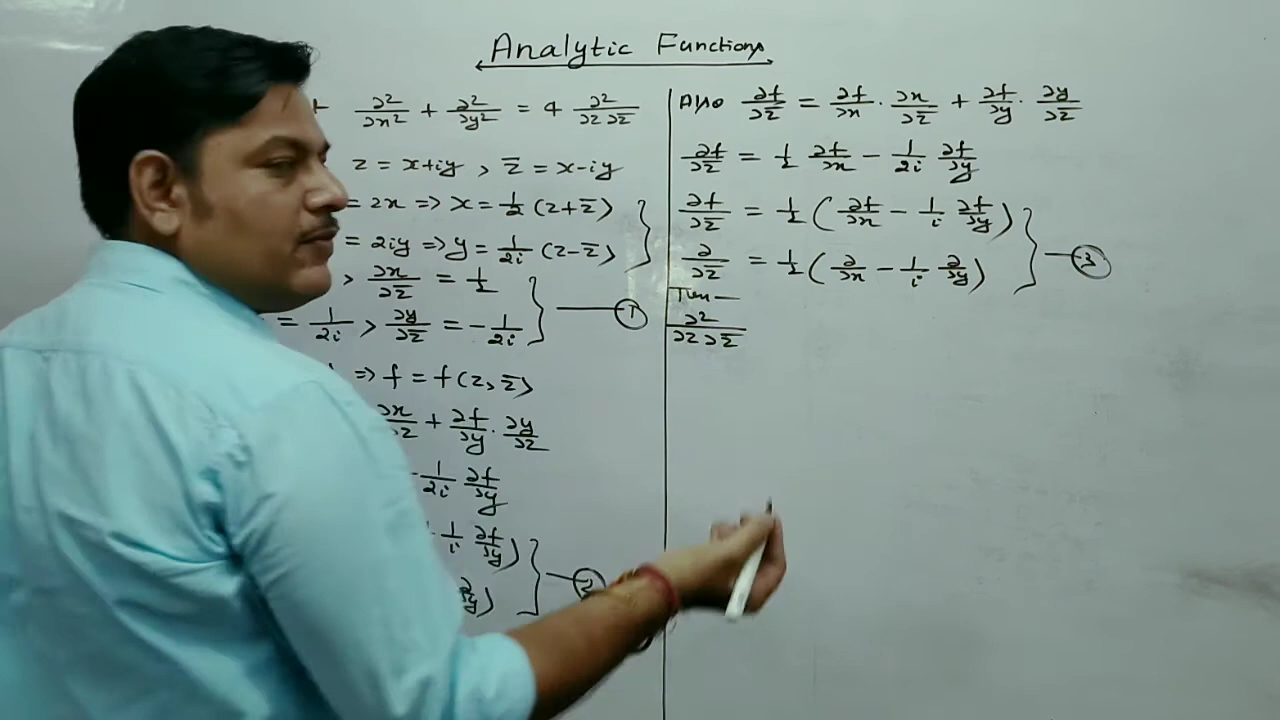 Analytic Functions
∂²/∂x² + ∂²/∂y² = 4 ∂²/∂z∂z̄
z = x+iy , z̄ = x-iy
= 2x => x = 1/2 (z+z̄)
= 2iy => y = 1/2i (z-z̄)
, ∂x/∂z̄ = 1/2
= 1/2i , ∂y/∂z̄ = -1/2i } — ①
=> f = f(z, z̄)
∂x/∂z + ∂f/∂y · ∂y/∂z
1/2i ∂f/∂y
1/i ∂f/∂y)
∂/∂y) } — ②
Also ∂f/∂z̄ = ∂f/∂x · ∂x/∂z̄ + ∂f/∂y · ∂y/∂z̄
∂f/∂z̄ = 1/2 ∂f/∂x - 1/2i ∂f/∂y
∂f/∂z̄ = 1/2 (∂f/∂x - 1/i ∂f/∂y)
∂/∂z̄ = 1/2 (∂/∂x - 1/i ∂/∂y) } — ③
∂²/∂z∂z̄